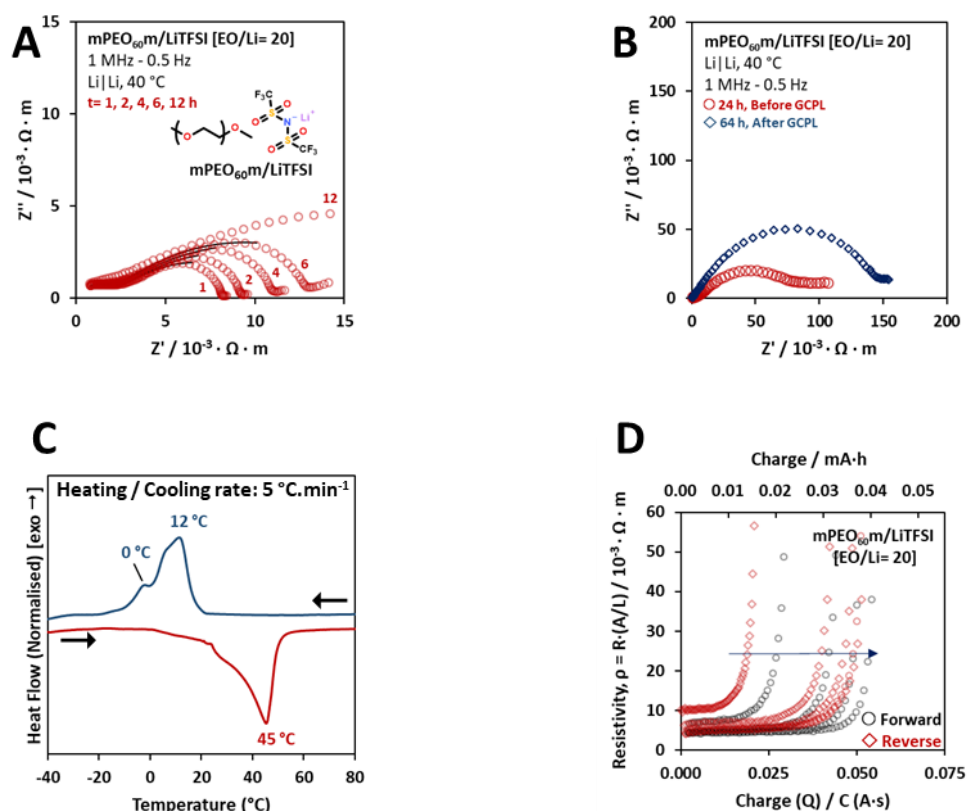 A
15
10
5
0
Z'' / 10⁻³ · Ω · m
mPEO₆₀m/LiTFSI [EO/Li= 20]
1 MHz - 0.5 Hz
Li|Li, 40 °C
t= 1, 2, 4, 6, 12 h
F₃C
O
S
O
N⁻ Li⁺
O
S
O
CF₃
O
O
mPEO₆₀m/LiTFSI
12
1
2
4
6
0
5
10
15
Z' / 10⁻³ · Ω · m
B
200
150
100
50
0
Z'' / 10⁻³ · Ω · m
mPEO₆₀m/LiTFSI [EO/Li= 20]
Li|Li, 40 °C
1 MHz - 0.5 Hz
24 h, Before GCPL
64 h, After GCPL
0
50
100
150
200
Z' / 10⁻³ · Ω · m
C
Heat Flow (Normalised) [exo →]
Heating / Cooling rate: 5 °C.min⁻¹
12 °C
0 °C
45 °C
-40
-20
0
20
40
60
80
Temperature (°C)
D
Charge / mA·h
0.00
0.01
0.02
0.03
0.04
0.05
60
50
40
30
20
10
0
Resistivity, ρ = R·(A/L) / 10⁻³ · Ω · m
mPEO₆₀m/LiTFSI
[EO/Li= 20]
Forward
Reverse
0.000
0.025
0.050
0.075
Charge (Q) / C (A·s)